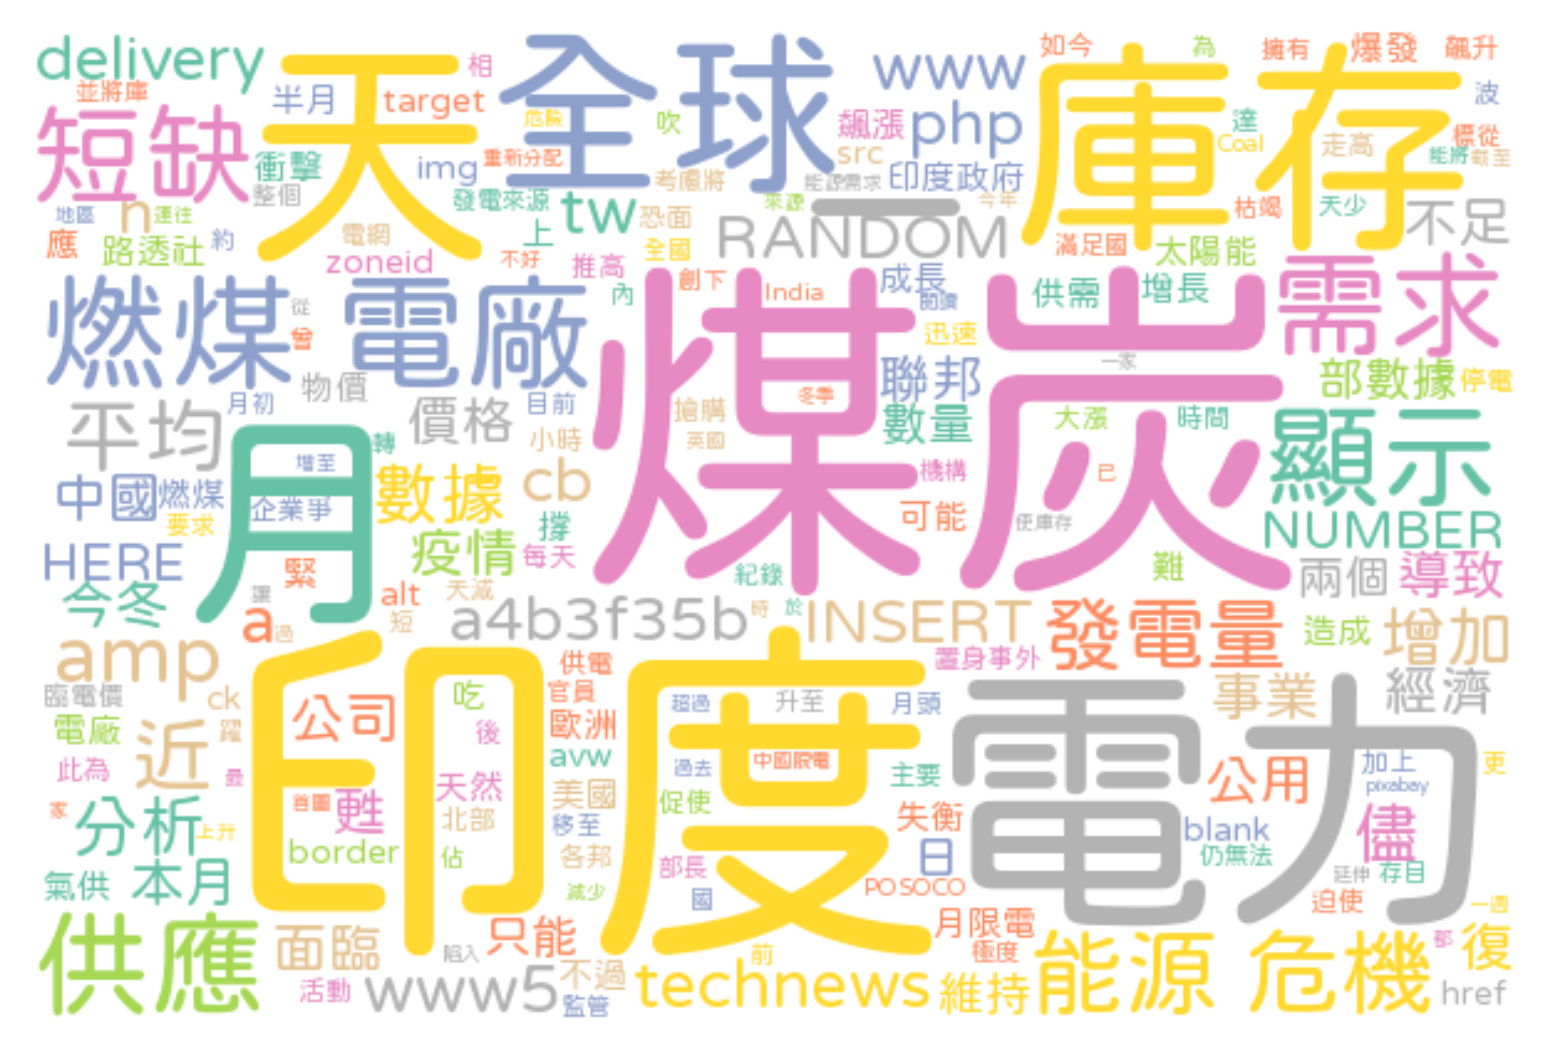 delivery
天
相
全球
www
如今
為
擁有
爆發
飆升
並將庫
半月
target
庫存
波
短缺
危險
吹
飆漲
php
達
Coal
走高
標從
衝擊
img
重新分配
src
能將
截至
整個
考慮將
能源需求
印度政府
地區
n
運往
發電來源
tw
恐面
來源
一
今年
枯竭
天少
不足
應
路透社
約
電網
上
全國
RANDOM
滿足國
太陽能
zoneid
不好
推高
創下
成長
需求
燃煤
從
電廠
內
India
閱讀
供需
增長
曾
煤炭
迅速
一家
物價
聯邦
部數據
停電
平均
月初
價格
目前
搶購
冬季
數量
大漲
時間
顯示
月
轉
小時
英國
增至
數據
cb
機構
已
中國
燃煤
企業爭
可能
使庫存
NUMBER
要求
撐
HERE
疫情
每天
紀錄
難
兩個
導致
緊
今冬
讓
alt
天減
a
過
短
a4b3f35b
時
於
INSERT
發電量
造成
增加
amp
印度
供電
置身事外
臨電價
ck
公司
吃
官員
超過
升至
月頭
電力
事業
經濟
電廠
近
躍
後
歐洲
avw
過去
中國限電
主要
加上
更
此為
最
天然
美國
促使
公用
pixabay
家
首圖
甦
分析
上升
北部
移至
失衡
blank
儘
border
佔
各邦
部長
日
仍無法
氣供
本月
減少
國
POSOCO
延伸
存目
迫使
一週
供應
面臨
陷入
只能
前
月限電
極度
能源
危機
都
復
活動
www5
不過
監管
technews
維持
href